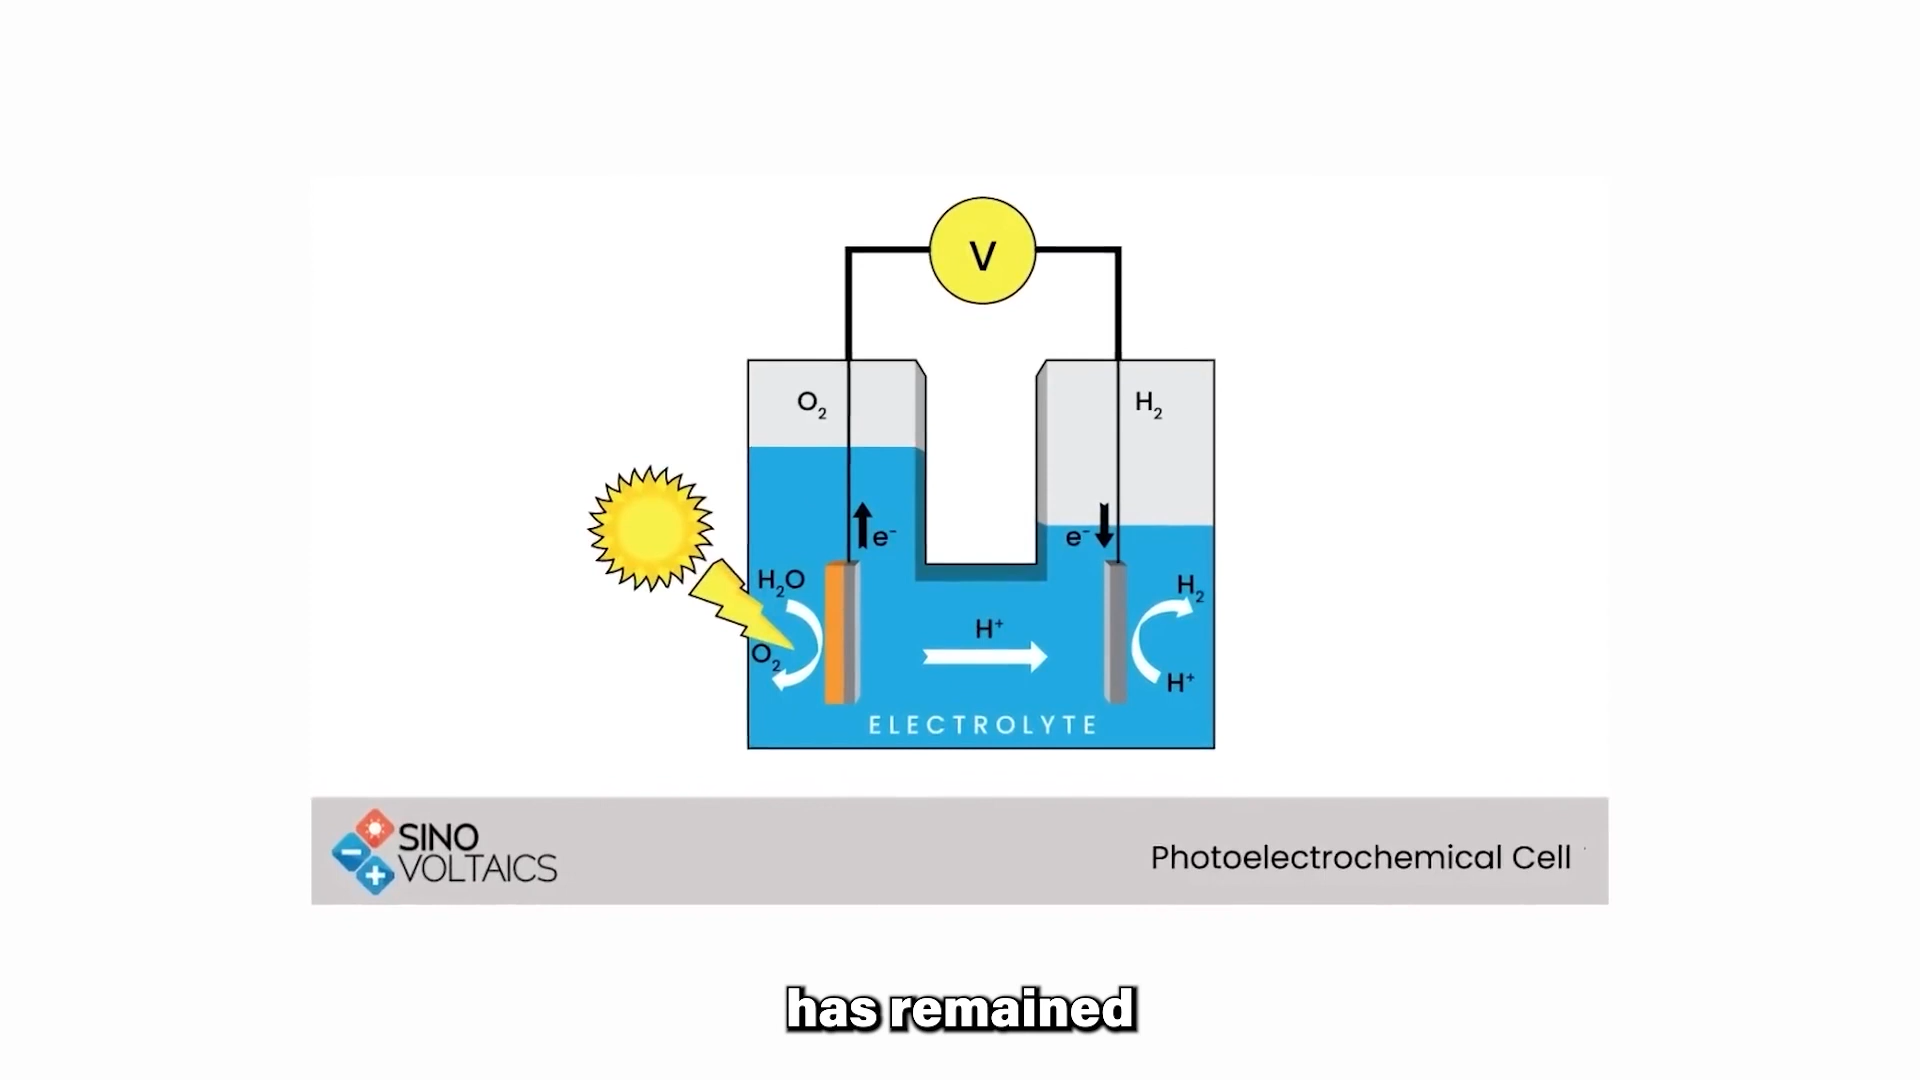 V
O₂
H₂
e⁻
e⁻
H₂O
O₂
H⁺
H₂
H⁺
ELECTROLYTE
SINO
VOLTAICS
Photoelectrochemical Cell
has remained